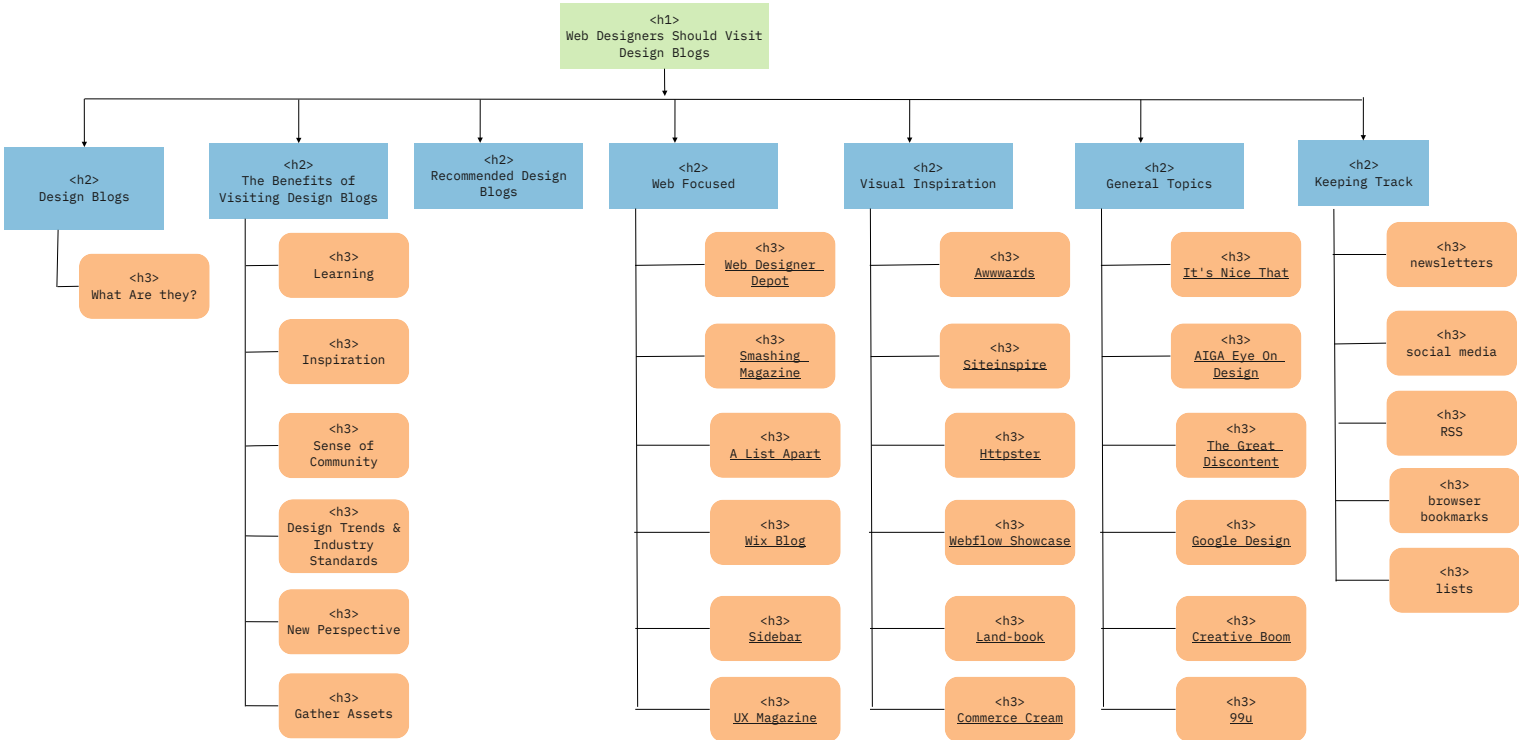 <h1>
Web Designers Should Visit
Design Blogs
<h2>
Design Blogs
<h3>
What Are they?
<h2>
The Benefits of
Visiting Design Blogs
<h3>
Learning
<h3>
Inspiration
<h3>
Sense of
Community
<h3>
Design Trends &
Industry
Standards
<h3>
New Perspective
<h3>
Gather Assets
<h2>
Recommended Design
Blogs
<h2>
Web Focused
<h3>
Web Designer
Depot
<h3>
Smashing
Magazine
<h3>
A List Apart
<h3>
Wix Blog
<h3>
Sidebar
<h3>
UX Magazine
<h2>
Visual Inspiration
<h3>
Awwwards
<h3>
Siteinspire
<h3>
Httpster
<h3>
Webflow Showcase
<h3>
Land-book
<h3>
Commerce Cream
<h2>
General Topics
<h3>
It's Nice That
<h3>
AIGA Eye On
Design
<h3>
The Great
Discontent
<h3>
Google Design
<h3>
Creative Boom
<h3>
99u
<h2>
Keeping Track
<h3>
newsletters
<h3>
social media
<h3>
RSS
<h3>
browser
bookmarks
<h3>
lists